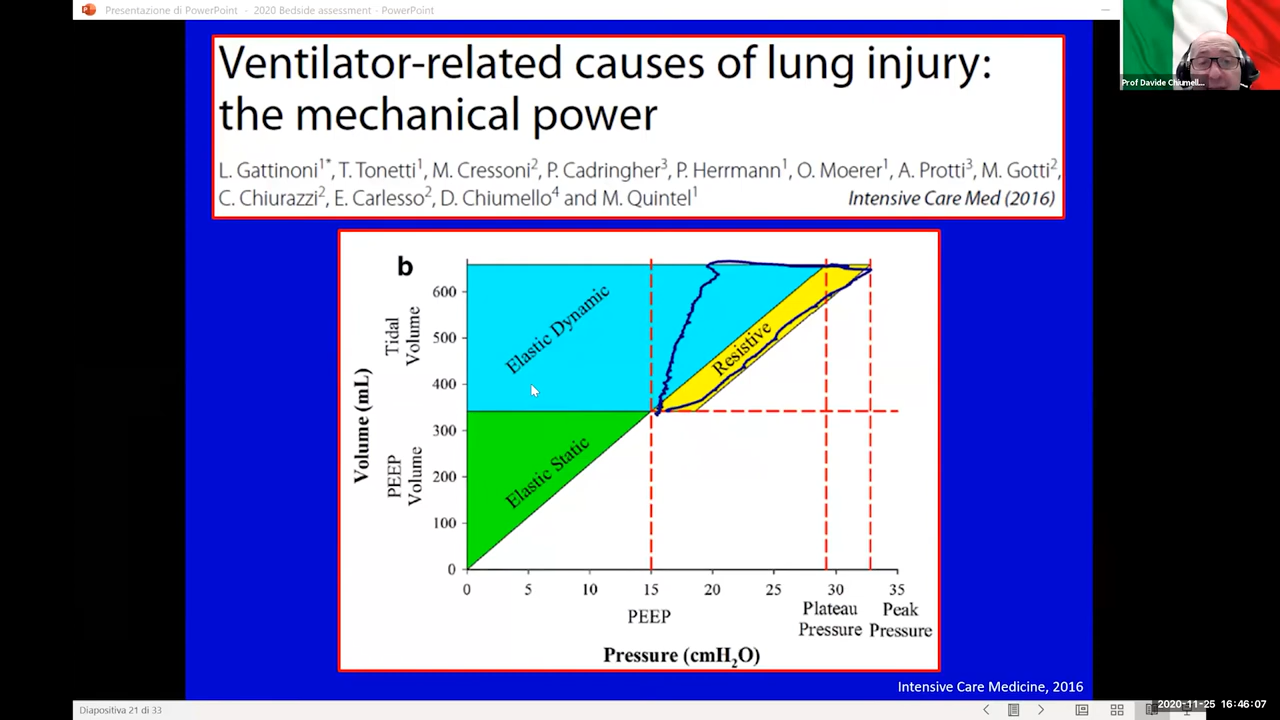 Presentazione di PowerPoint - 2020 Bedside assessment - PowerPoint
Prof Davide Chiumell...
Ventilator-related causes of lung injury:
the mechanical power
L. Gattinoni1*, T. Tonetti1, M. Cressoni2, P. Cadringher3, P. Herrmann1, O. Moerer1, A. Protti3, M. Gotti2,
C. Chiurazzi2, E. Carlesso2, D. Chiumello4 and M. Quintel1
Intensive Care Med (2016)
b
Volume (mL)
Tidal
Volume
PEEP
Volume
600
500
400
300
200
100
0
Elastic Dynamic
Resistive
Elastic Static
0 5 10 15 20 25 30 35
PEEP
Plateau
Pressure
Peak
Pressure
Pressure (cmH2O)
Intensive Care Medicine, 2016
Diapositiva 21 di 33
2020-11-25 16:46:07